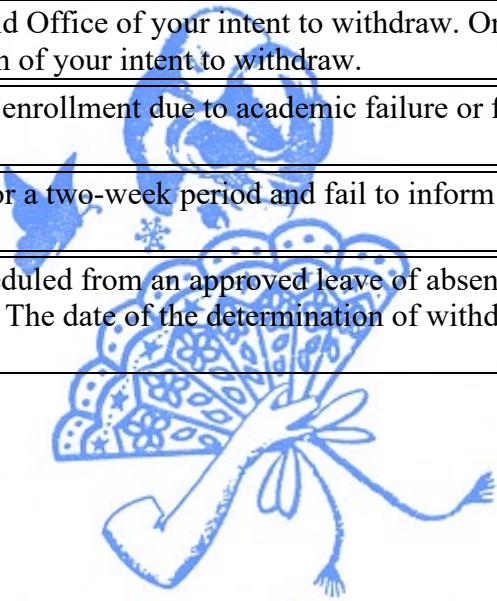 d Office of your intent to withdraw. Or
n of your intent to withdraw.
enrollment due to academic failure or f
or a two-week period and fail to inform
eduled from an approved leave of absen
The date of the determination of withd